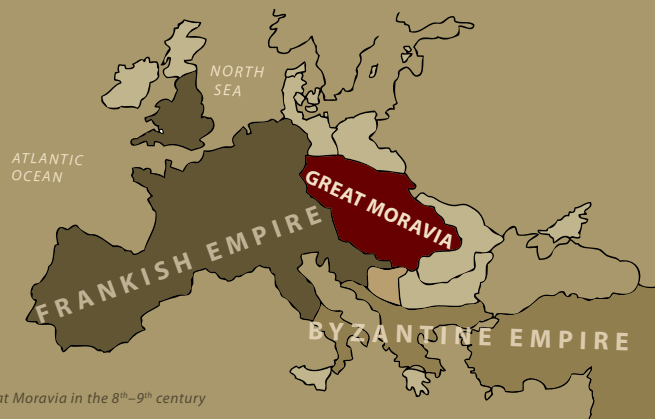 NORTH
SEA
ATLANTIC
OCEAN
GREAT MORAVIA
FRANKISH EMPIRE
BYZANTINE EMPIRE
at Moravia in the 8th–9th century